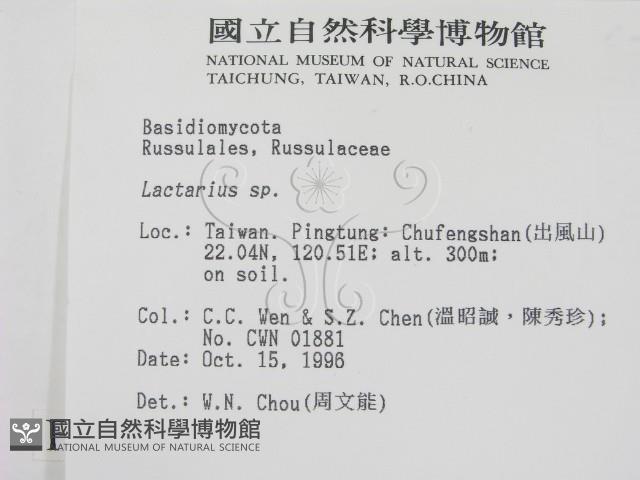 國立自然科學博物館
NATIONAL MUSEUM OF NATURAL SCIENCE
TAICHUNG, TAIWAN, R.O.CHINA
Basidiomycota
Russulales, Russulaceae
Lactarius sp.
Loc.: Taiwan. Pingtung: Chufengshan(出風山)
22.04N, 120.51E; alt. 300m;
on soil.
Col.: C.C. Wen & S.Z. Chen(溫昭誠，陳秀珍);
No. CWN 01881
Date: Oct. 15, 1996
Det.: W.N. Chou(周文能)
國立自然科學博物館
NATIONAL MUSEUM OF NATURAL SCIENCE